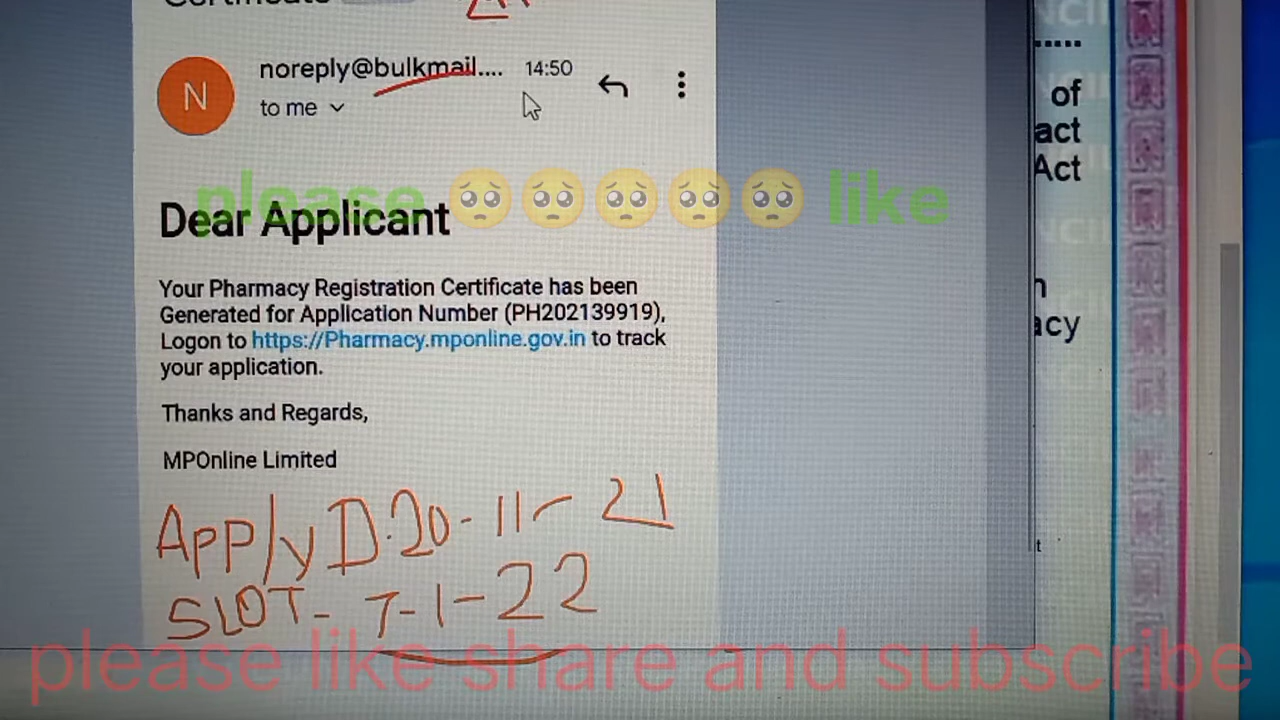 Certificate
N
noreply@bulkmail.... 14:50
to me
please 🥺🥺🥺🥺🥺 like
Dear Applicant
Your Pharmacy Registration Certificate has been
Generated for Application Number (PH202139919),
Logon to https://Pharmacy.mponline.gov.in to track
your application.
Thanks and Regards,
MPOnline Limited
Apply D.20-11-21
SLOT- 7-1-22
please like share and subscribe
of
act
Act